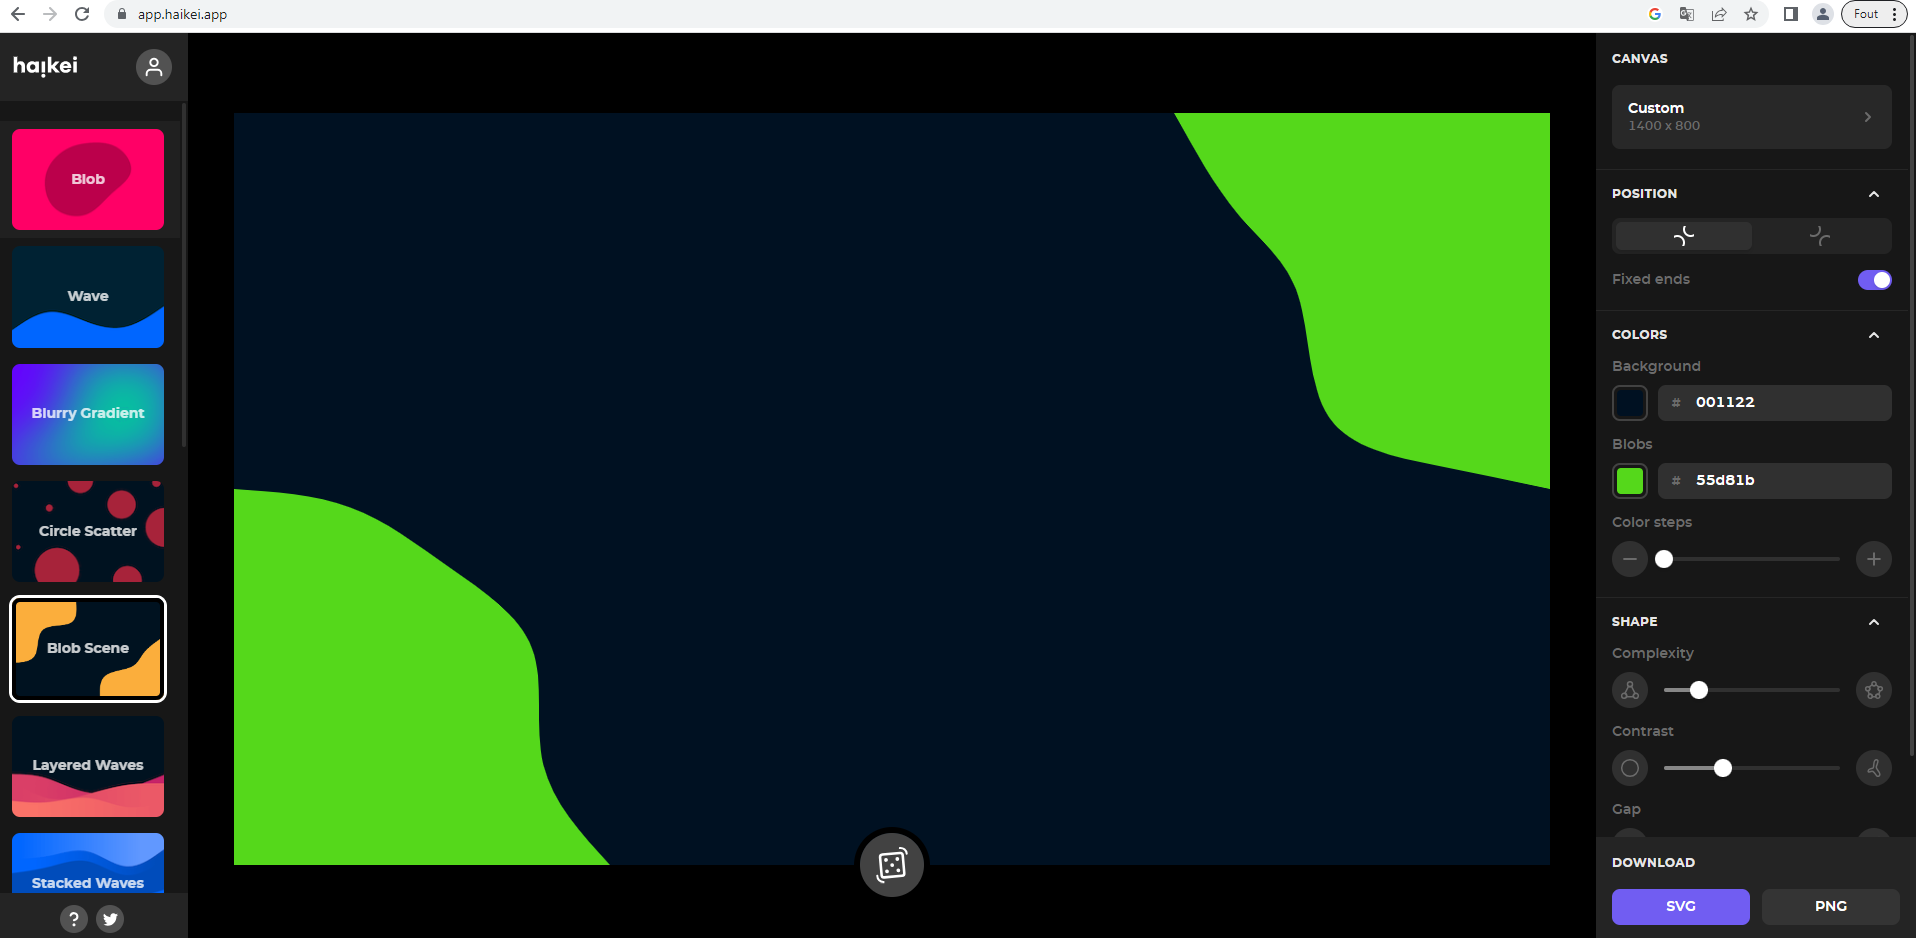 app.haikei.app
Fout
haikei
Blob
Wave
Blurry Gradient
Circle Scatter
Blob Scene
Layered Waves
Stacked Waves
?
CANVAS
Custom
1400 x 800
POSITION
Fixed ends
COLORS
Background
# 001122
Blobs
# 55d81b
Color steps
SHAPE
Complexity
Contrast
Gap
DOWNLOAD
SVG
PNG